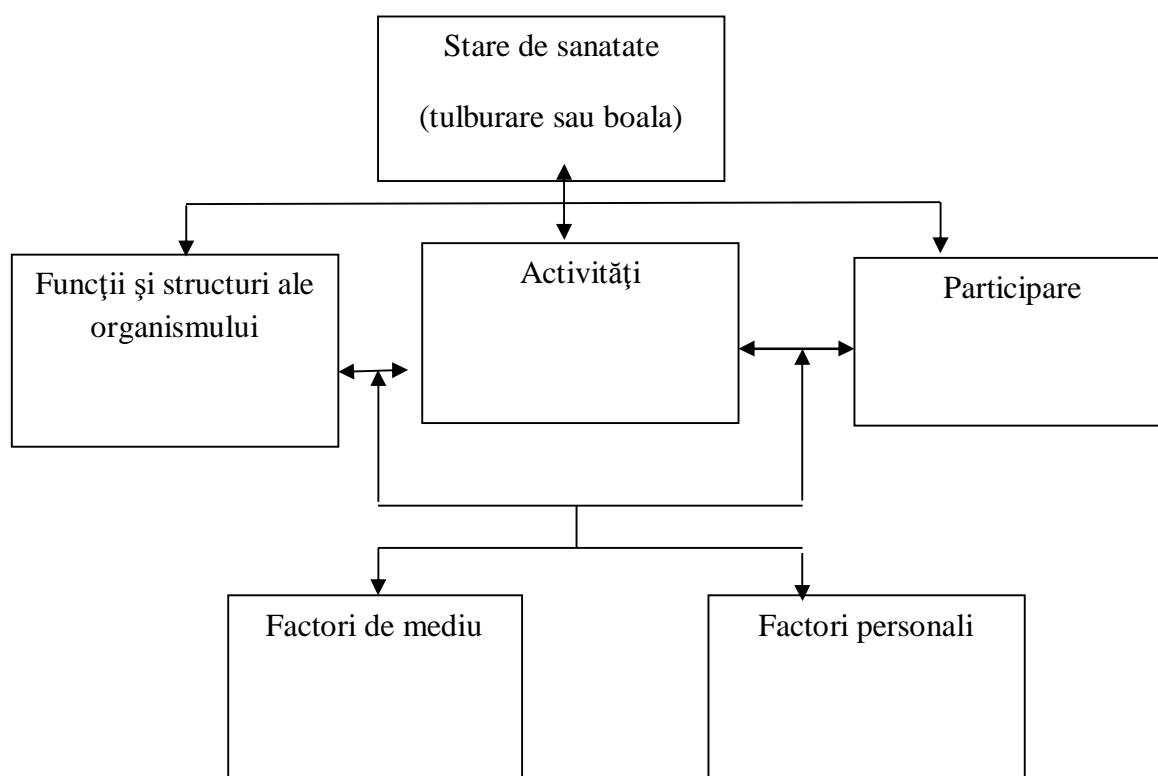 Stare de sanatate
(tulburare sau boala)
Funcţii şi structuri ale
organismului
Activităţi
Participare
Factori de mediu
Factori personali